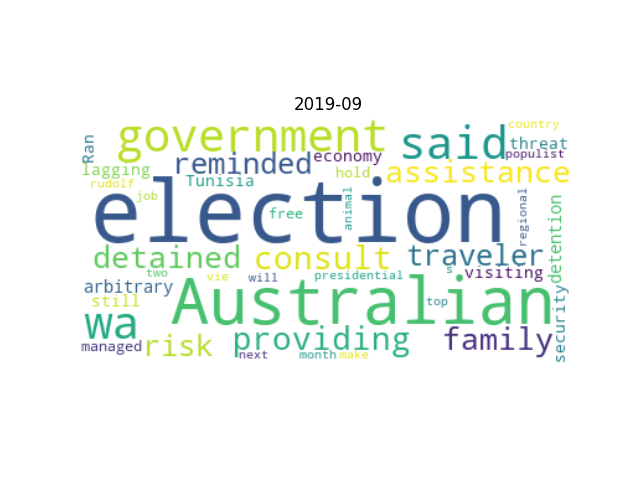 2019-09
country
government
said
Ran
threat
populist
economy
reminded
lagging
assistance
hold
Tunisia
rudolf
job
election
animal
free
regional
detention
traveler
detained
consult
visiting
s
two
presidential
vie
will
arbitrary
Australian
still
top
security
wa
providing
family
risk
managed
next
month
make